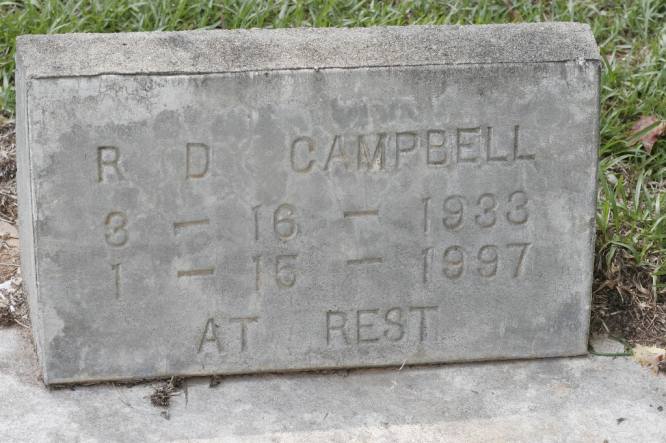 R D CAMPBELL
3 - 16 - 1933
1 - 15 - 1997
AT REST